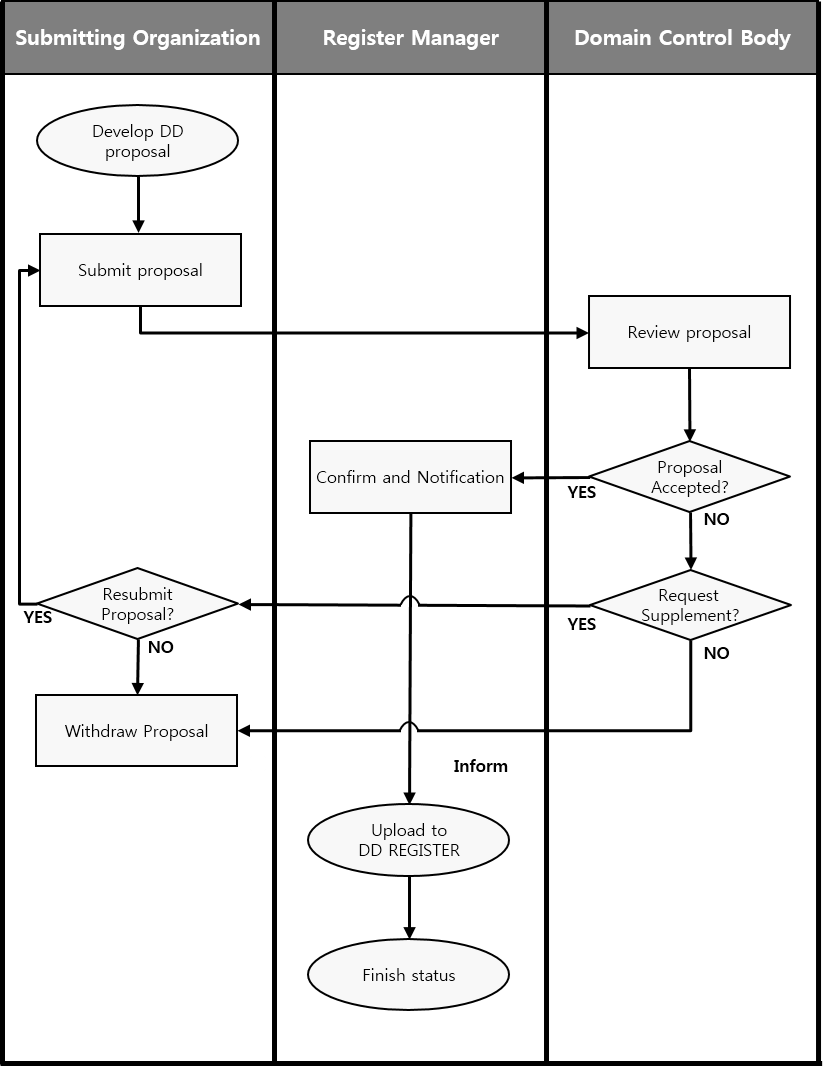 Submitting Organization
Register Manager
Domain Control Body
Develop DD
proposal
Submit proposal
Review proposal
Proposal
Accepted?
Confirm and Notification
YES
NO
Resubmit
Proposal?
Request
Supplement?
YES
YES
NO
NO
Withdraw Proposal
Inform
Upload to
DD REGISTER
Finish status